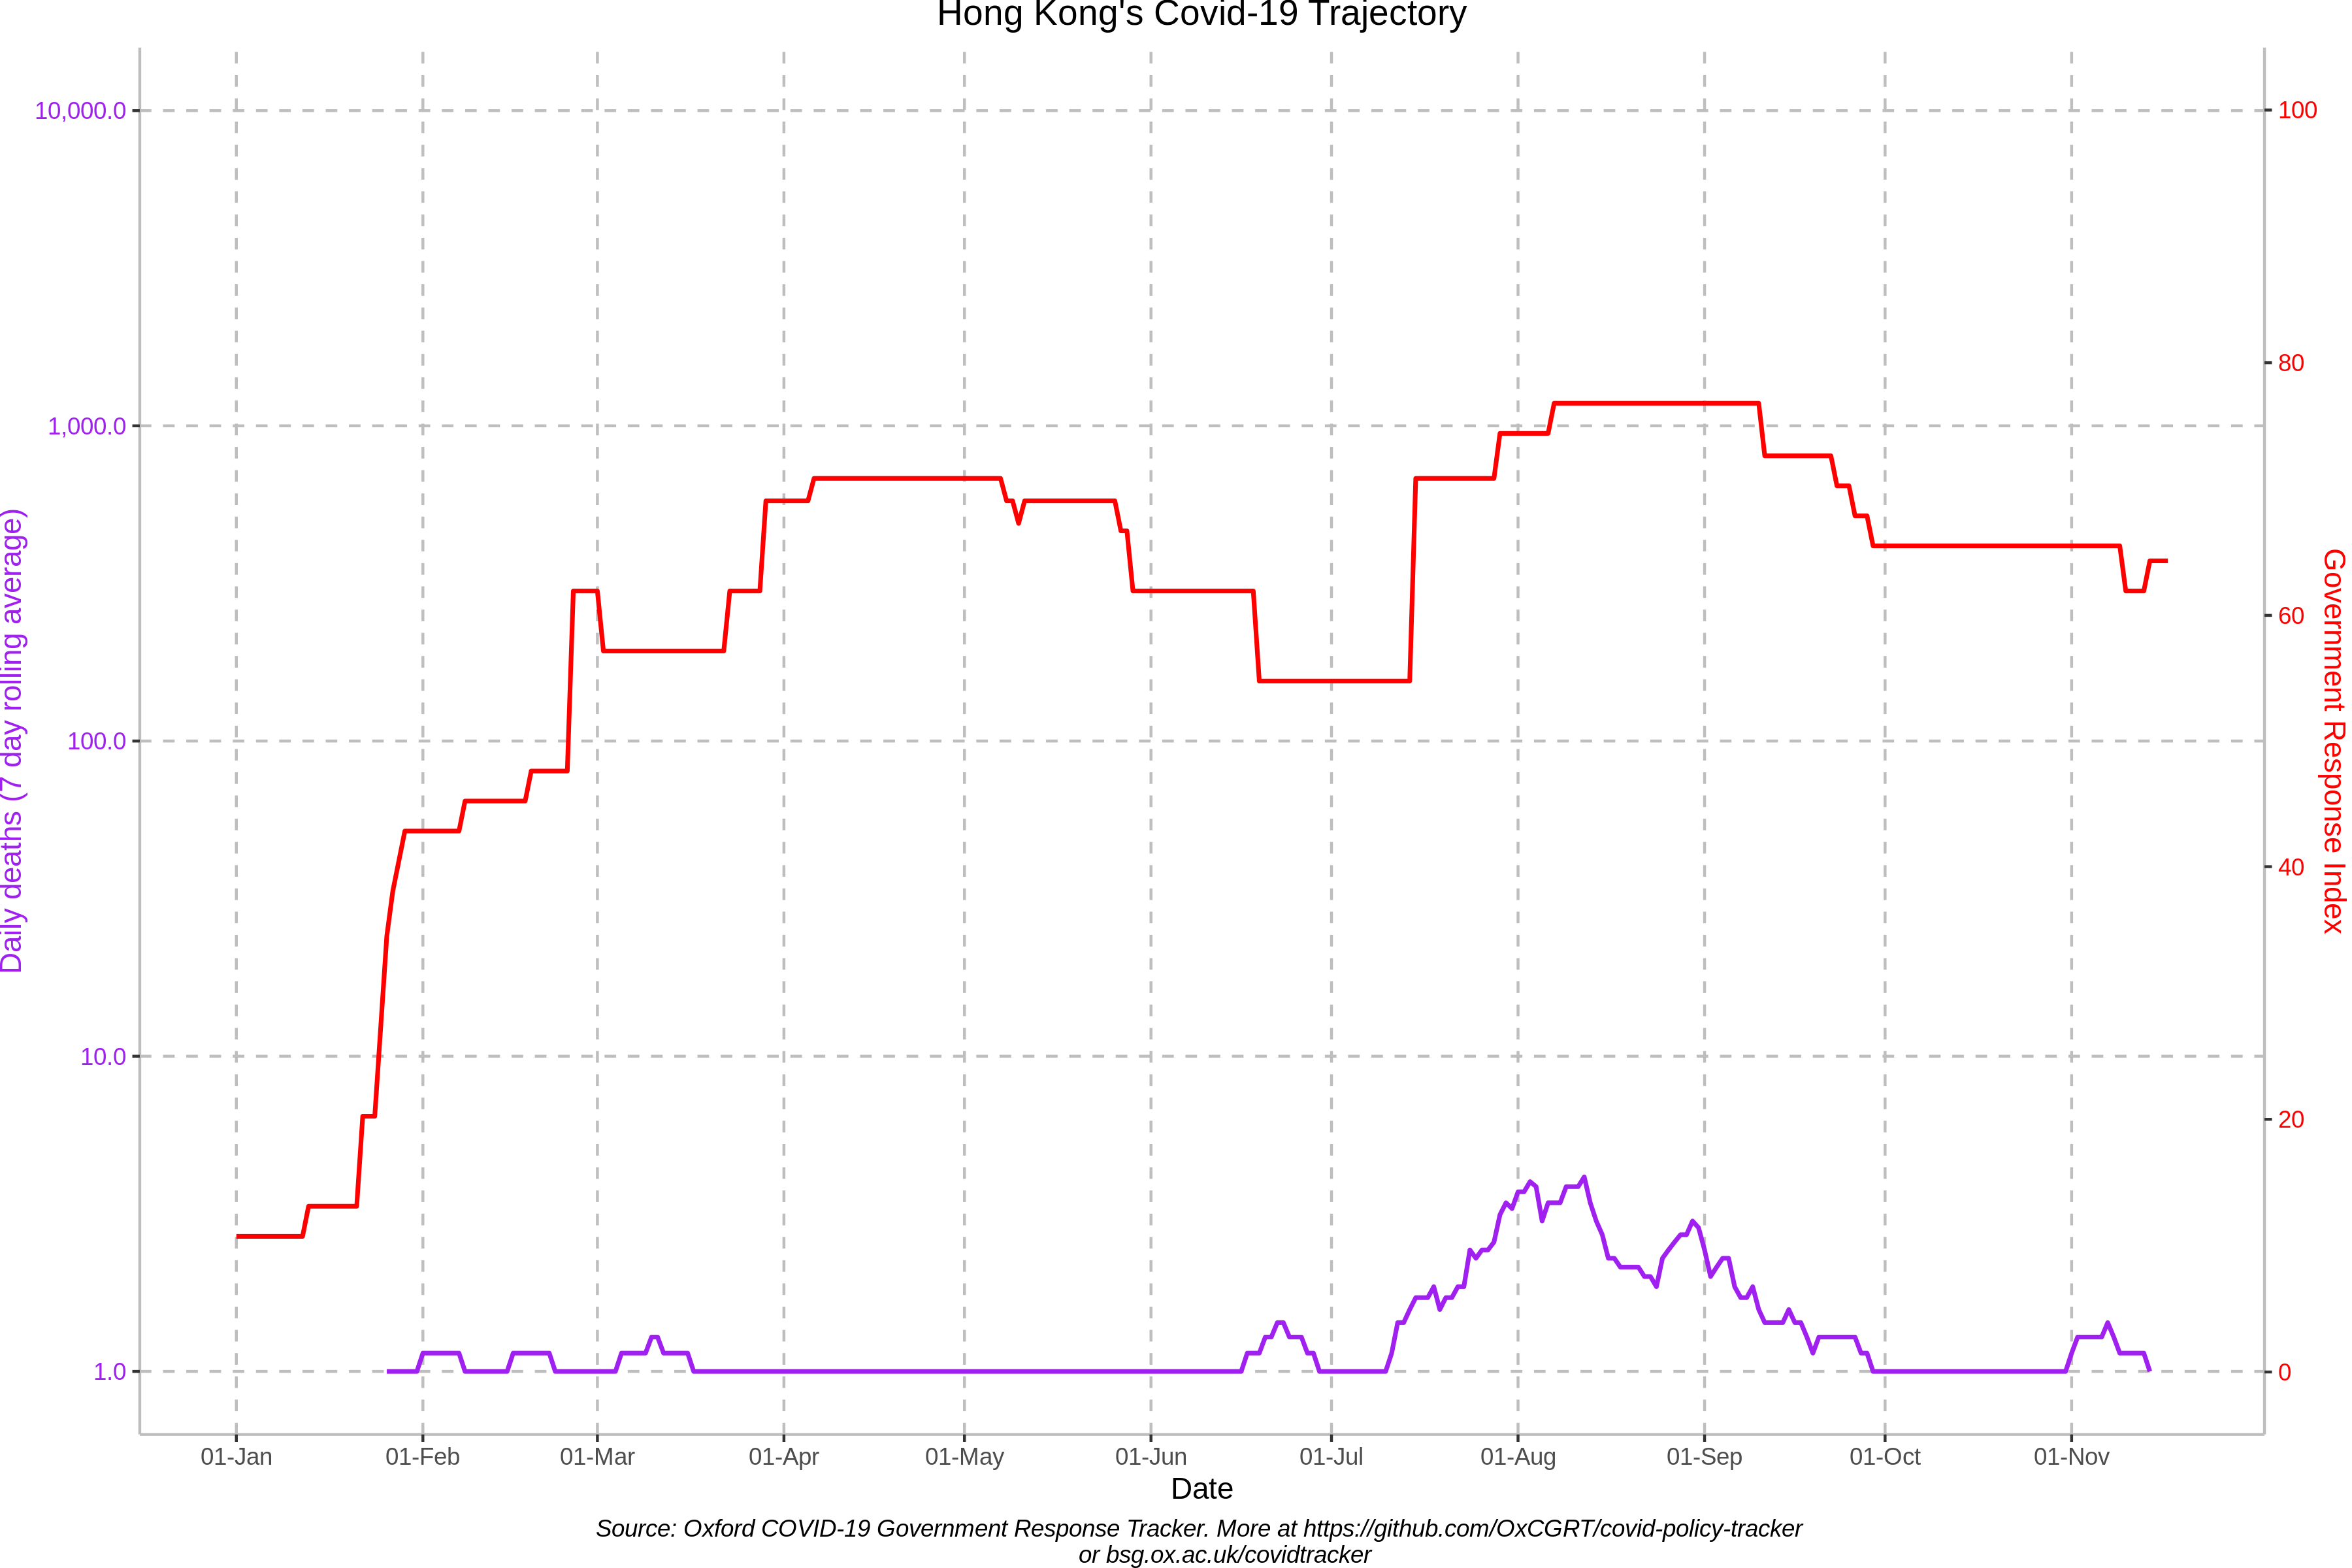 Hong Kong's Covid-19 Trajectory
10,000.0
1,000.0
100.0
10.0
1.0
Daily deaths (7 day rolling average)
100
80
60
40
20
0
Government Response Index
01-Jan 01-Feb 01-Mar 01-Apr 01-May 01-Jun 01-Jul 01-Aug 01-Sep 01-Oct 01-Nov
Date
Source: Oxford COVID-19 Government Response Tracker. More at https://github.com/OxCGRT/covid-policy-tracker
or bsg.ox.ac.uk/covidtracker